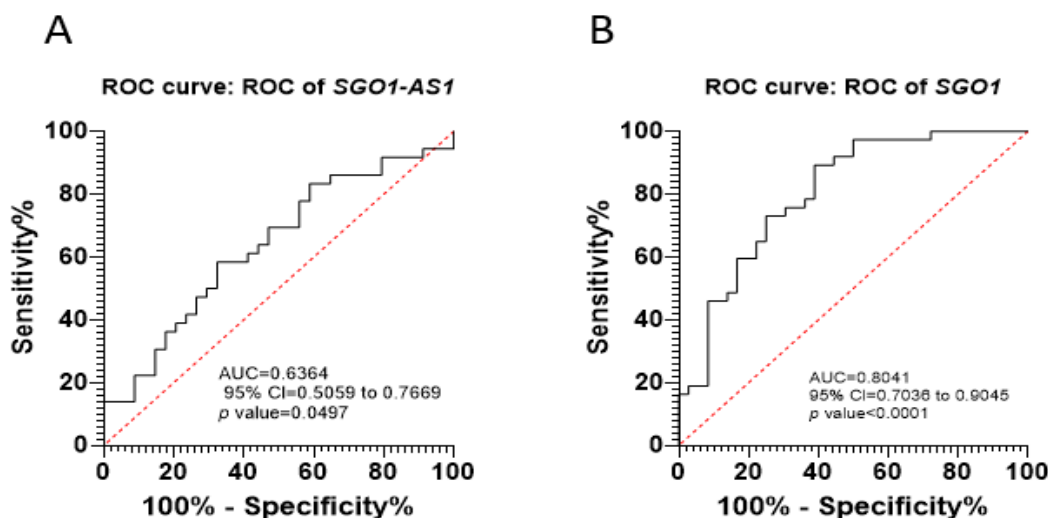 A
ROC curve: ROC of SGO1-AS1
Sensitivity%
100
80
60
40
20
0
AUC=0.6364
95% CI=0.5059 to 0.7669
p value=0.0497
0 20 40 60 80 100
100% - Specificity%
B
ROC curve: ROC of SGO1
Sensitivity%
100
80
60
40
20
0
AUC=0.8041
95% CI=0.7036 to 0.9045
p value<0.0001
0 20 40 60 80 100
100% - Specificity%